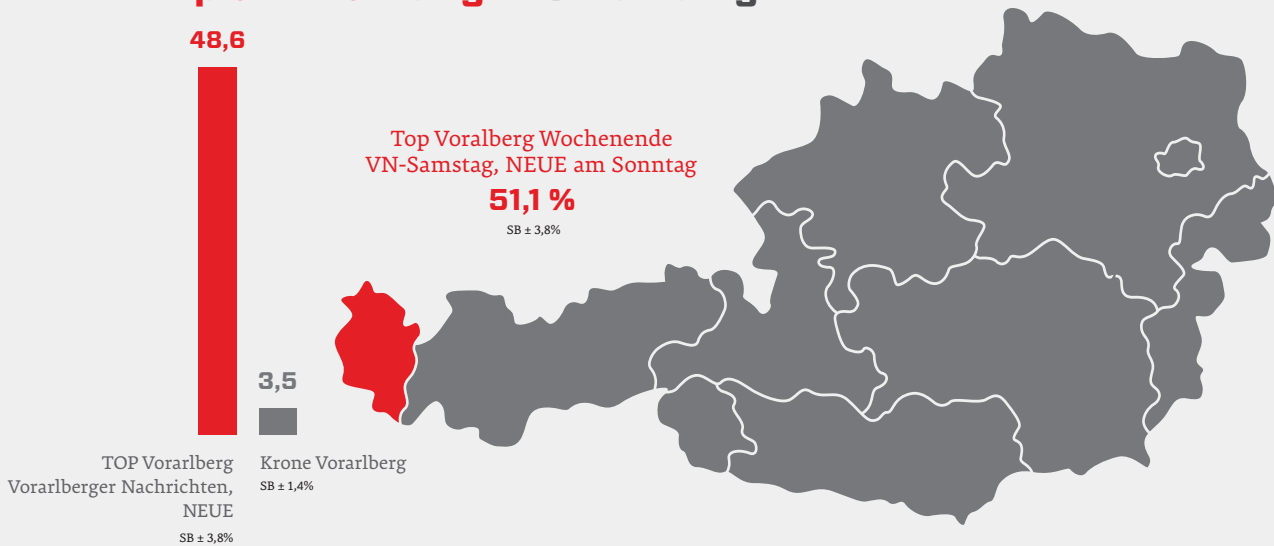 48,6
Top Voralberg Wochenende
VN-Samstag, NEUE am Sonntag
51,1 %
SB ± 3,8%
3,5
TOP Vorarlberg
Vorarlberger Nachrichten,
NEUE
SB ± 3,8%
Krone Vorarlberg
SB ± 1,4%